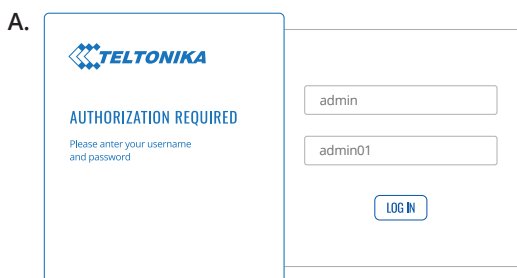 A.
TELTONIKA
AUTHORIZATION REQUIRED
Please anter your username
and password
admin
admin01
LOG IN